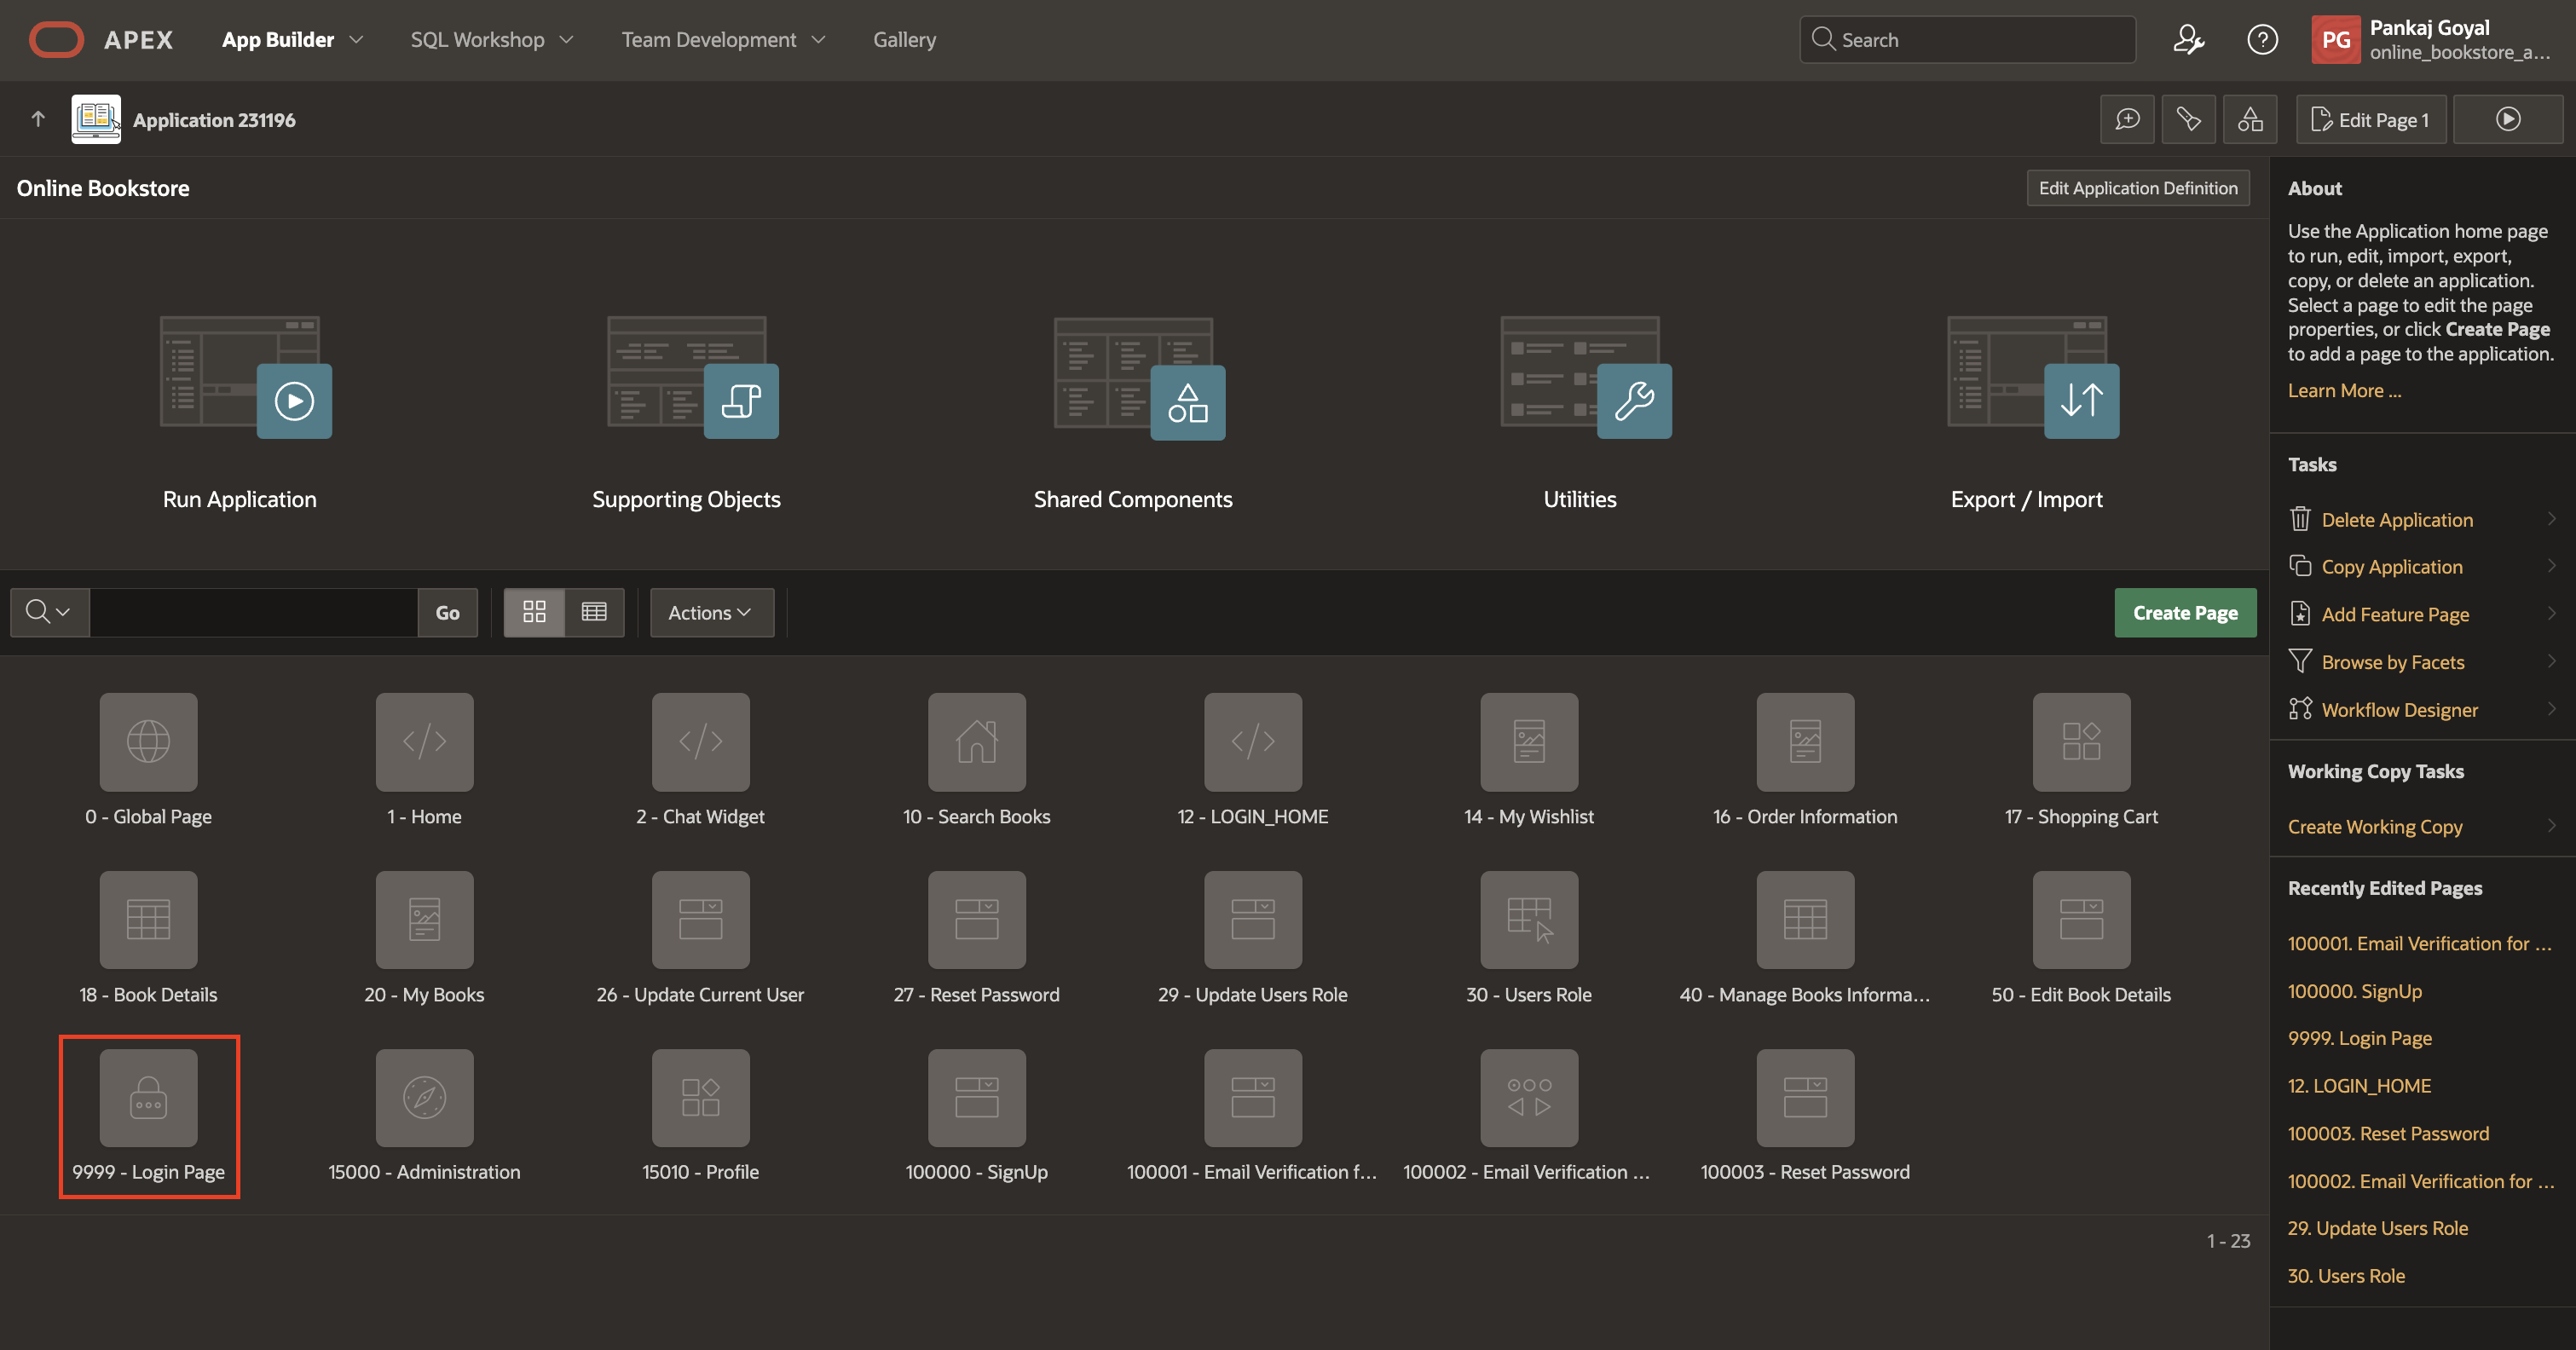 APEX
App Builder
SQL Workshop
Team Development
Gallery
Search
PG
Pankaj Goyal
online_bookstore_a...
Application 231196
Edit Page 1
Online Bookstore
Edit Application Definition
Run Application
Supporting Objects
Shared Components
Utilities
Export / Import
Go
Actions
Create Page
0 - Global Page
1 - Home
2 - Chat Widget
10 - Search Books
12 - LOGIN_HOME
14 - My Wishlist
16 - Order Information
17 - Shopping Cart
18 - Book Details
20 - My Books
26 - Update Current User
27 - Reset Password
29 - Update Users Role
30 - Users Role
40 - Manage Books Informa...
50 - Edit Book Details
9999 - Login Page
15000 - Administration
15010 - Profile
100000 - SignUp
100001 - Email Verification f...
100002 - Email Verification ...
100003 - Reset Password
1 - 23
About
Use the Application home page
to run, edit, import, export,
copy, or delete an application.
Select a page to edit the page
properties, or click Create Page
to add a page to the application.
Learn More ...
Tasks
Delete Application
Copy Application
Add Feature Page
Browse by Facets
Workflow Designer
Working Copy Tasks
Create Working Copy
Recently Edited Pages
100001. Email Verification for ...
100000. SignUp
9999. Login Page
12. LOGIN_HOME
100003. Reset Password
100002. Email Verification for ...
29. Update Users Role
30. Users Role